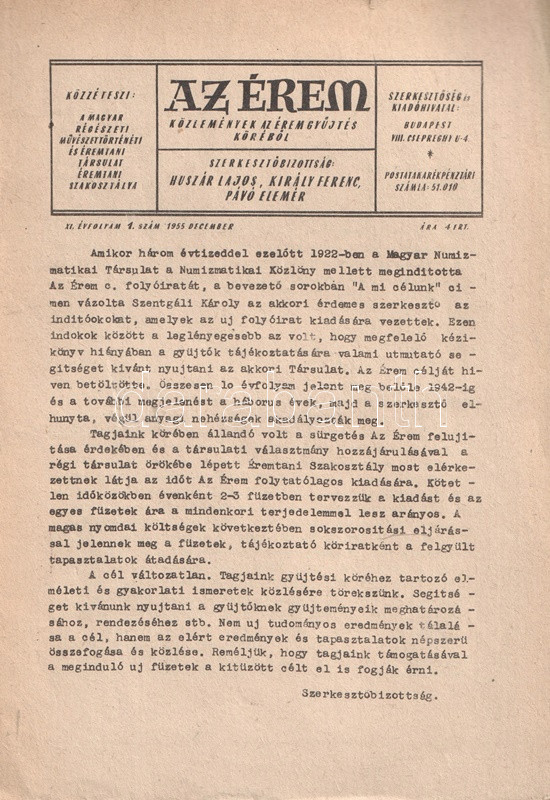 KÖZZÉTESZI:
A MAGYAR
RÉGÉSZETI
MŰVÉSZETTÖRTÉNETI
ÉS ÉREMTANI
TÁRSULAT
ÉREMTANI
SZAKOSZTÁLYA
AZ ÉREM
KÖZLEMÉNYEK AZ ÉREMGYŰJTÉS
KÖRÉBŐL
SZERKESZTŐBIZOTTSÁG:
HUSZÁR LAJOS, KIRÁLY FERENC,
PÁVÓ ELEMÉR
SZERKESZTŐSÉG és
KIADÓHIVATAL:
BUDAPEST
VIII. CSEPREGHI U-4.
*
POSTATAKARÉKPÉNZTÁRI
SZÁMLA: 51.010
XI. ÉVFOLYAM 1. SZÁM 1955 DECEMBER
ÁRA 4 FRT.
Amikor három évtizeddel ezelőtt 1922-ben a Magyar Numiz-
matikai Társulat a Numizmatikai Közlöny mellett megindította
Az Érem c. folyóiratát, a bevezető sorokban "A mi célunk" ci -
men vázolta Szentgáli Károly az akkori érdemes szerkesztő az
inditóokokat, amelyek az uj folyóirat kiadására vezettek. Ezen
indokok között a leglényegesebb az volt, hogy megfelelő kézi-
könyv hiányában a gyüjtők tájékoztatására valami utmutató se -
gitséget kivánt nyujtani az akkori Társulat. Az Érem célját hi-
ven betöltötte. Összesen lo évfolyam jelent meg belőle 1942-ig
és a további megjelenést a háborus évek, majd a szerkesztő el-
hunyta, végül anyagi nehézségek akadályozták meg.
Tagjaink körében állandó volt a sürgetés Az Érem feluji-
tása érdekében és a társulati választmány hozzájárulásával a
régi társulat örökébe lépett Éremtani Szakosztály most elérke-
zettnek látja az időt Az Érem folytatólagos kiadására. Kötet -
len időközökben évenként 2-3 füzetben tervezzük a kiadást és az
egyes füzetek ára a mindenkori terjedelemmel lesz arányos. A
magas nyomdai költségek következtében sokszorositási eljárás-
sal jelennek meg a füzetek, tájékoztató köriratként a felgyült
tapasztalatok átadására.
A cél változatlan. Tagjaink gyüjtési köréhez tartozó el-
méleti és gyakorlati ismeretek közlésére törekszünk. Segitsé -
get kivánunk nyujtani a gyüjtőknek gyüjteményeik meghatározá -
sához, rendezéséhez stb. Nem uj tudományos eredmények tálalá -
sa a cél, hanem az elért eredmények és tapasztalatok népszerü
összefogása és közlése. Reméljük, hogy tagjaink támogatásával
a meginduló uj füzetek a kitüzött célt el is fogják érni.
Szerkesztőbizottság.
darabanth